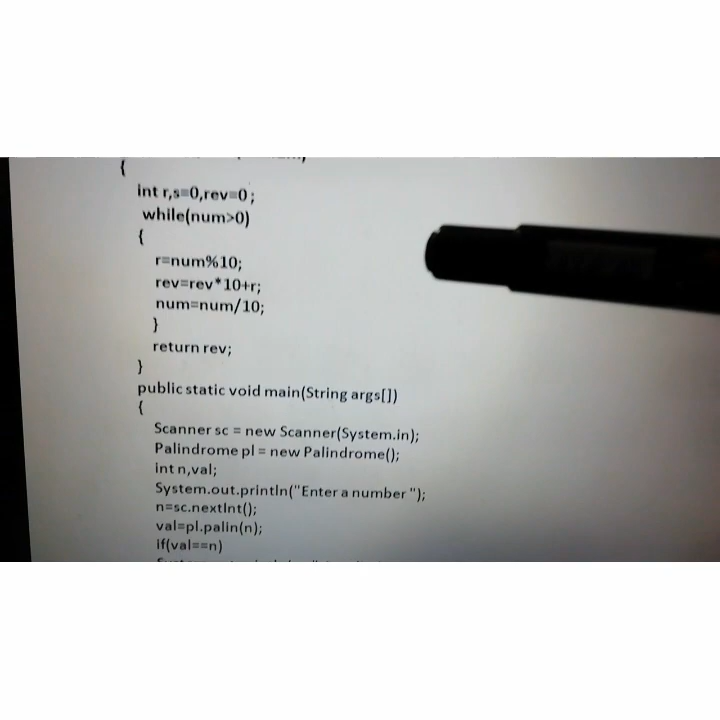 {
int r,s=0,rev=0;
while(num>0)
{
r=num%10;
rev=rev*10+r;
num=num/10;
}
return rev;
}
public static void main(String args[])
{
Scanner sc = new Scanner(System.in);
Palindrome pl = new Palindrome();
int n,val;
System.out.println("Enter a number ");
n=sc.nextInt();
val=pl.palin(n);
if(val==n)